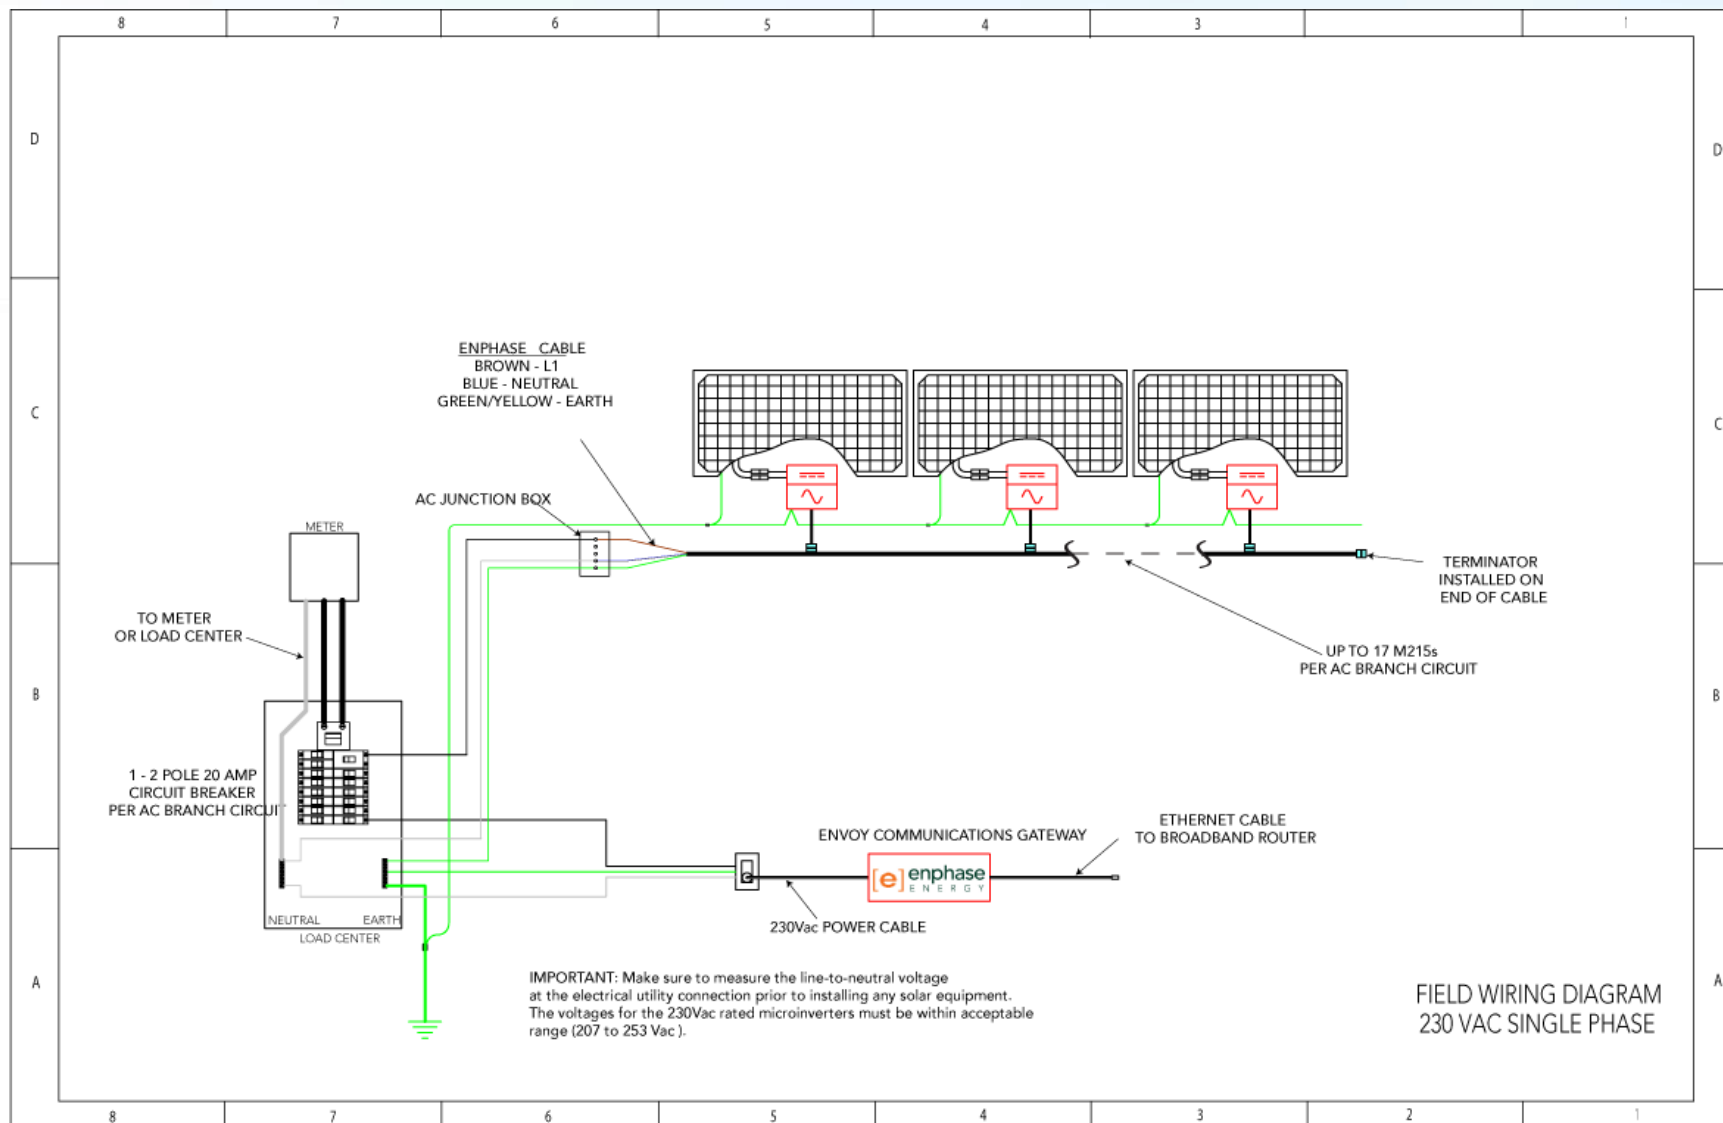 8 7 6 5 4 3 1
D
D
ENPHASE CABLE
BROWN - L1
BLUE - NEUTRAL
GREEN/YELLOW - EARTH
C
C
AC JUNCTION BOX
METER
TERMINATOR
INSTALLED ON
END OF CABLE
TO METER
OR LOAD CENTER
UP TO 17 M215s
PER AC BRANCH CIRCUIT
B
B
1 - 2 POLE 20 AMP
CIRCUIT BREAKER
PER AC BRANCH CIRCUIT
ENVOY COMMUNICATIONS GATEWAY
ETHERNET CABLE
TO BROADBAND ROUTER
[e] enphase
ENERGY
NEUTRAL EARTH
LOAD CENTER
230Vac POWER CABLE
A
A
IMPORTANT: Make sure to measure the line-to-neutral voltage
at the electrical utility connection prior to installing any solar equipment.
The voltages for the 230Vac rated microinverters must be within acceptable
range (207 to 253 Vac ).
FIELD WIRING DIAGRAM
230 VAC SINGLE PHASE
8 7 6 5 4 3 2 1